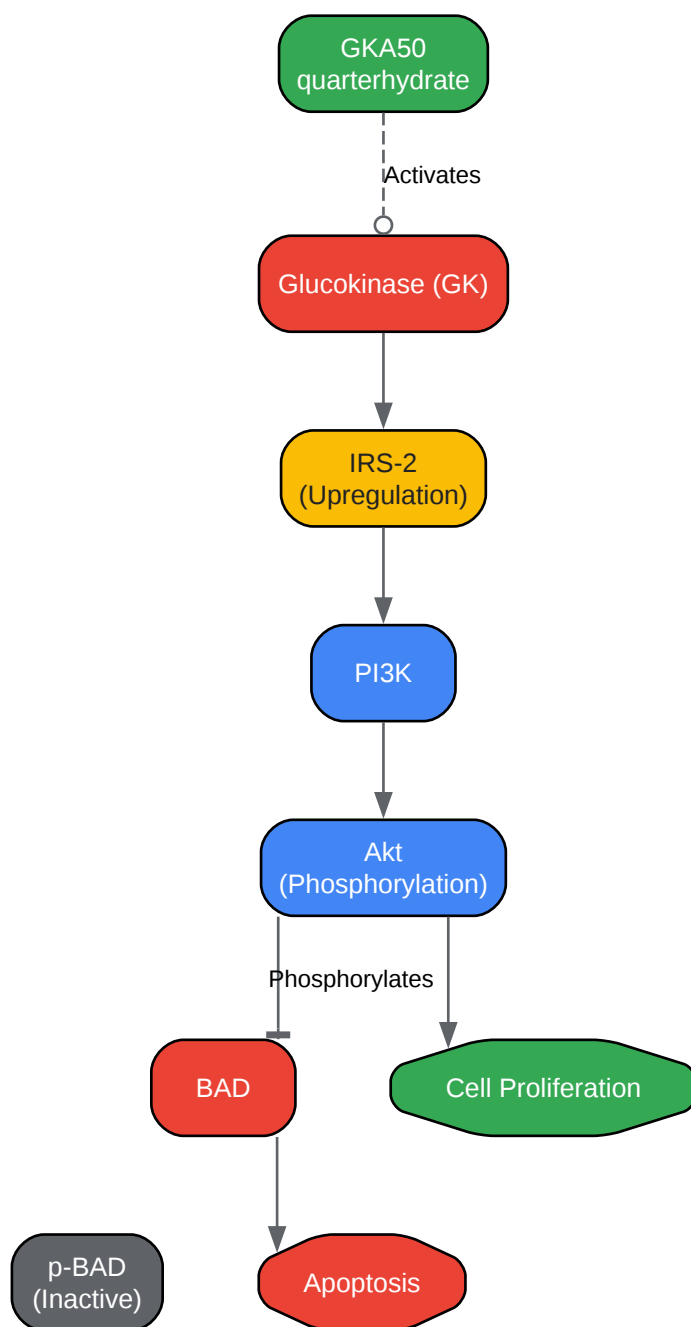 GKA50
quarterhydrate
Activates
Glucokinase (GK)
IRS-2
(Upregulation)
PI3K
Akt
(Phosphorylation)
Phosphorylates
BAD
Cell Proliferation
p-BAD
(Inactive)
Apoptosis